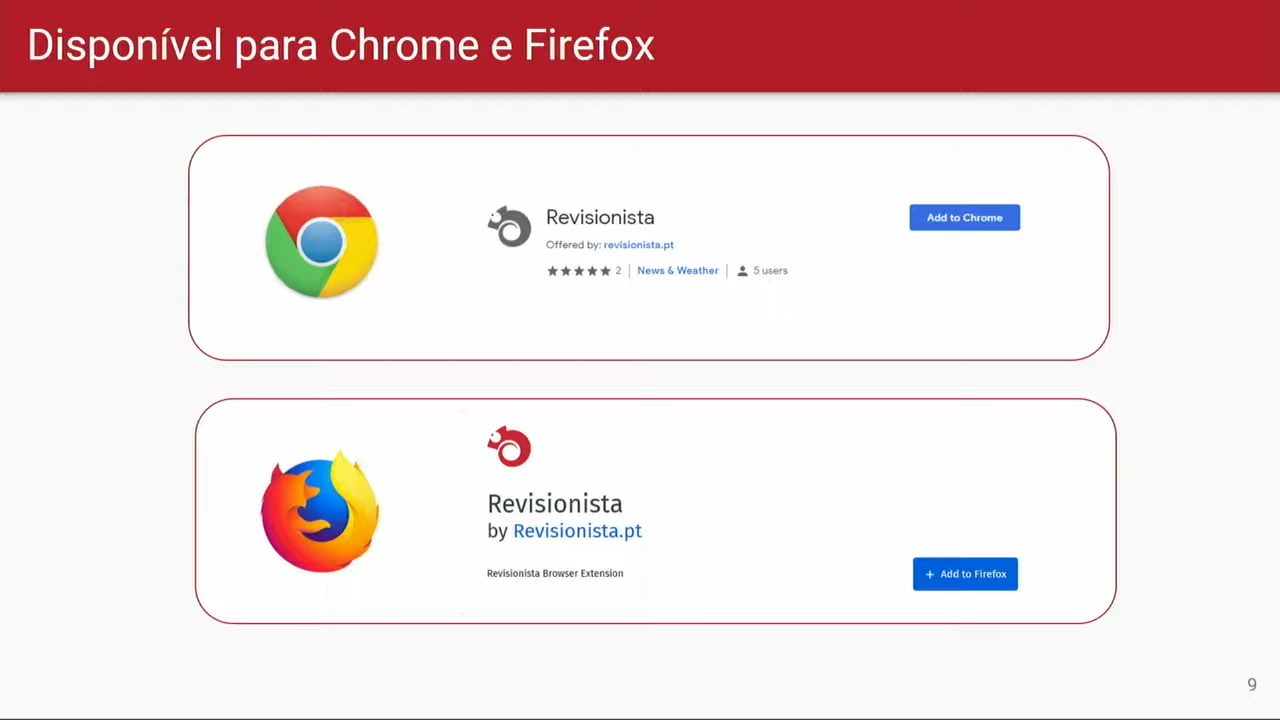 Disponível para Chrome e Firefox
Revisionista
Add to Chrome
Offered by: revisionista.pt
2 | News & Weather | 5 users
Revisionista
by Revisionista.pt
Revisionista Browser Extension
+ Add to Firefox
9